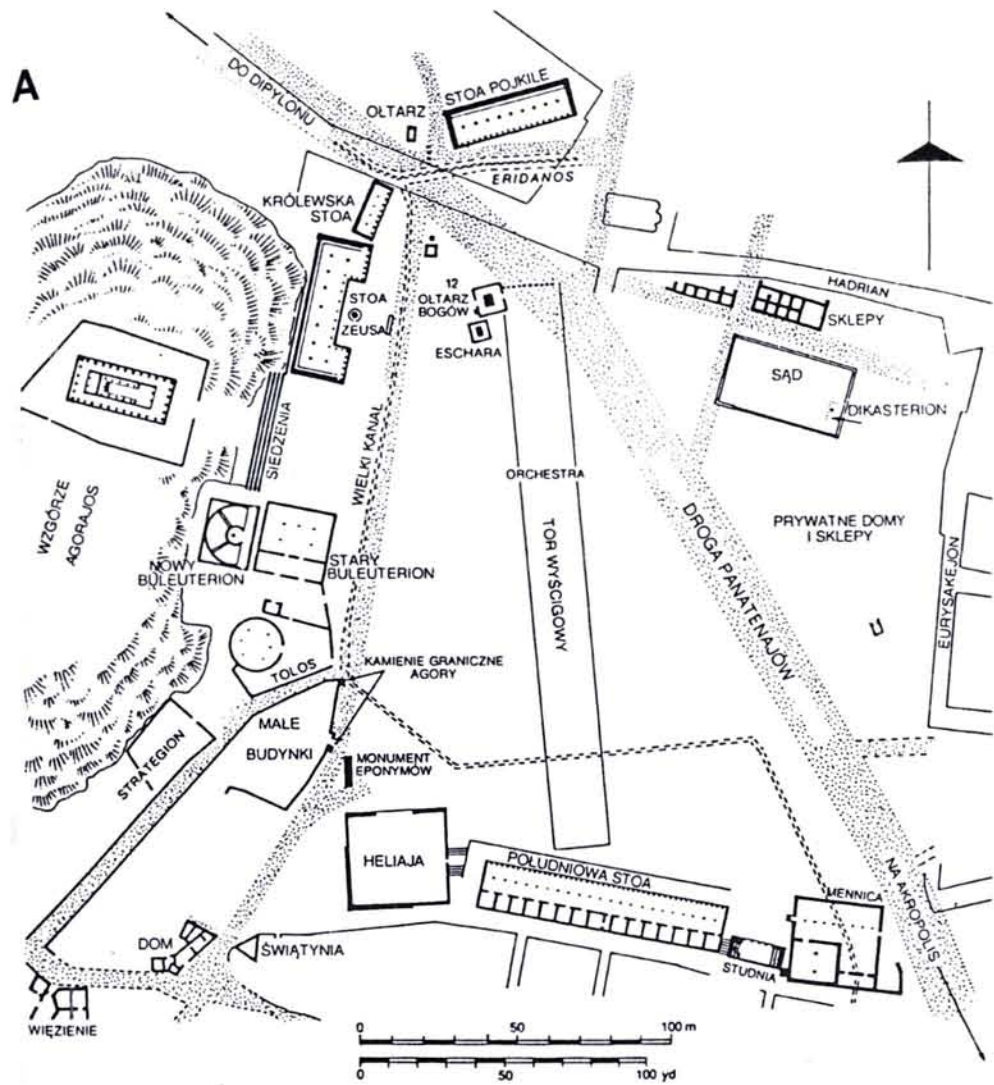 A
DO DIPYLONU
STOA POJKILE
OŁTARZ
ERIDANOS
KRÓLEWSKA
STOA
HADRIAN
12
OŁTARZ
BOGÓW
STOA
ZEUSA
ESCHARA
SKLEPY
SĄD
DIKASTERION
SIEDZENIA
WIELKI KANAŁ
ORCHESTRA
TOR WYŚCIGOWY
DROGA PANATENAJÓW
PRYWATNE DOMY
I SKLEPY
WZGÓRZE
AGORAJOS
NOWY
BULEUTERION
STARY
BULEUTERION
EURYSAKEJON
TOLOS
KAMIENIE GRANICZNE
AGORY
MAŁE
BUDYNKI
STRATEGION
MONUMENT
EPONYMÓW
HELIAJA
POŁUDNIOWA STOA
MENNICA
NA AKROPOLIS
DOM
ŚWIĄTYNIA
STUDNIA
WIĘZIENIE
0 50 100 m
0 50 100 yd